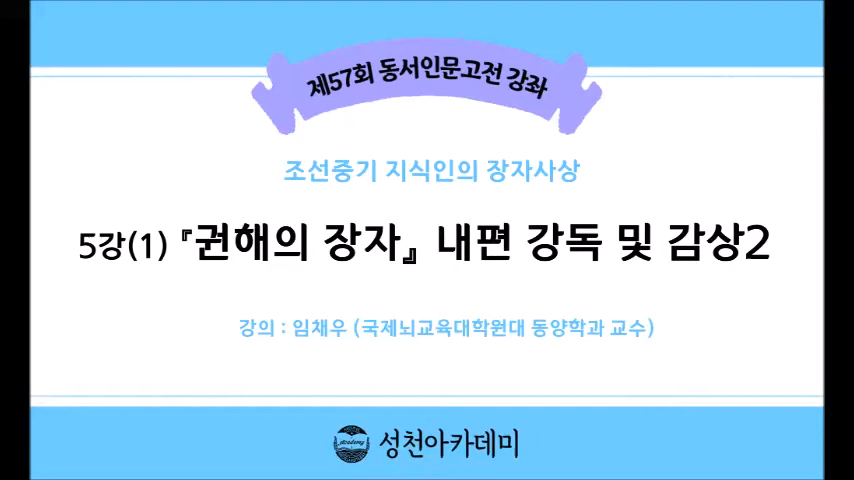 제57회 동서인문고전 강좌
조선중기 지식인의 장자사상
5강(1) 『권해의 장자』 내편 강독 및 감상2
강의 : 임채우 (국제뇌교육대학원대 동양학과 교수)
academy 성천아카데미